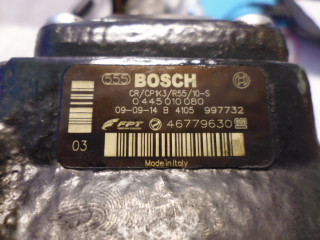 BOSCH
CR/CP1K3/R55/10-S
0 445 010 080
09-09-14 B 4105 997732
FPT 46779630
03
Made in Italy